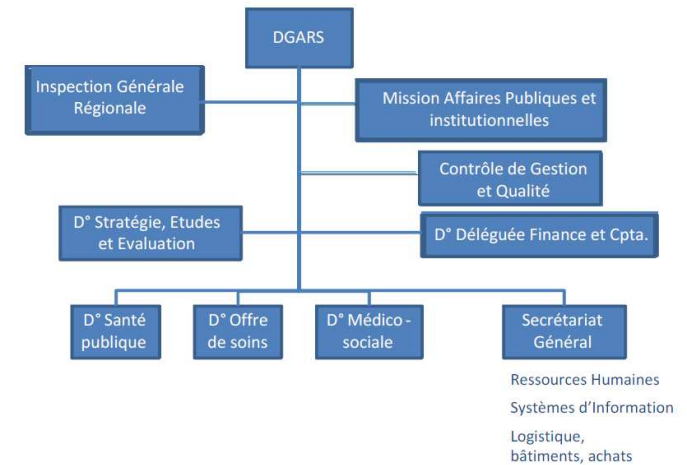 DGARS
Inspection Générale
Régionale
Mission Affaires Publiques et
institutionnelles
Contrôle de Gestion
et Qualité
D° Stratégie, Etudes
et Evaluation
D° Déléguée Finance et Cpta.
D° Santé
publique
D° Offre
de soins
D° Médico -
sociale
Secrétariat
Général
Ressources Humaines
Systèmes d’Information
Logistique,
bâtiments, achats